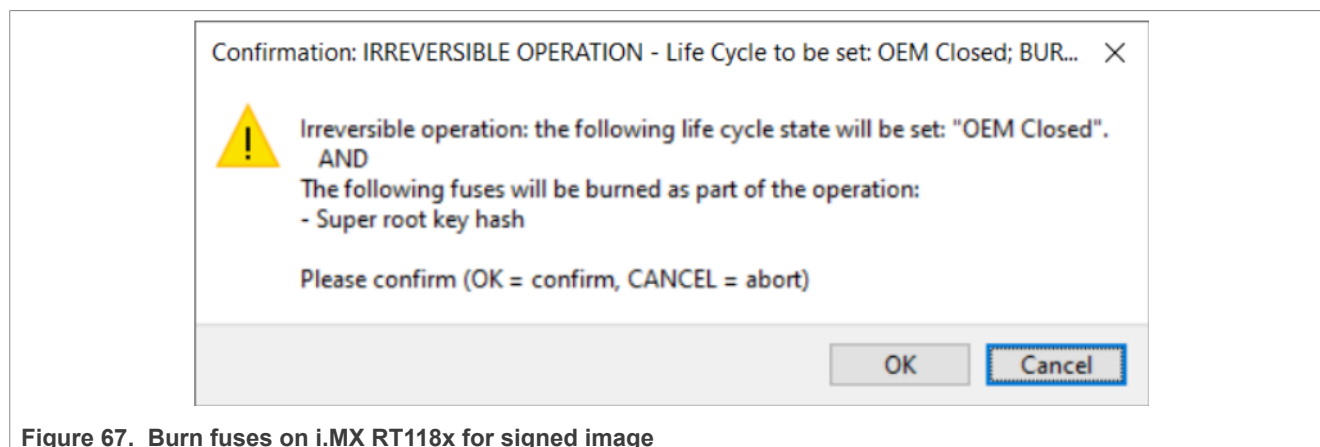 Confirmation: IRREVERSIBLE OPERATION - Life Cycle to be set: OEM Closed; BUR...
Irreversible operation: the following life cycle state will be set: "OEM Closed".
AND
The following fuses will be burned as part of the operation:
- Super root key hash
Please confirm (OK = confirm, CANCEL = abort)
OK Cancel
Figure 67. Burn fuses on i.MX RT118x for signed image